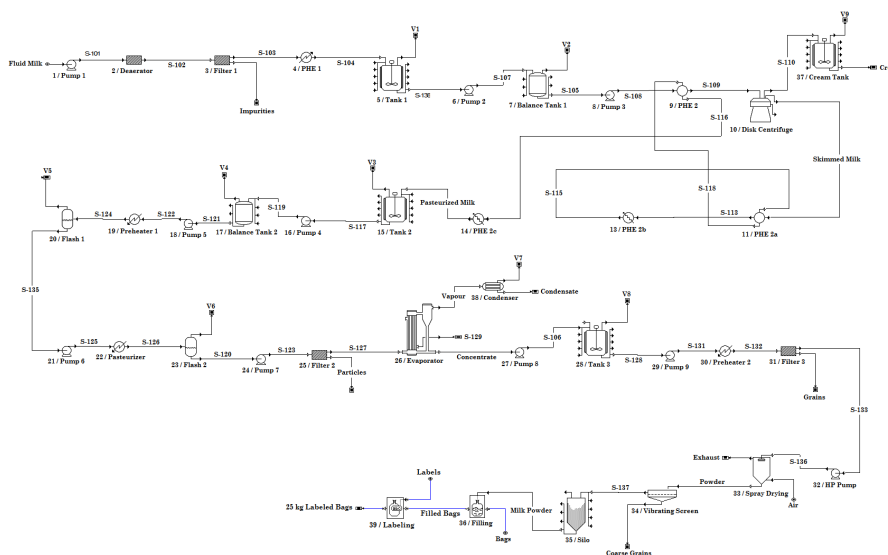 Fluid Milk
S-101
1 / Pump 1
2 / Deaerator
S-102
3 / Filter 1
Impurities
S-103
4 / PHE 1
S-104
V1
5 / Tank 1
S-130
6 / Pump 2
S-107
V2
7 / Balance Tank 1
S-105
8 / Pump 3
S-108
9 / PHE 2
S-109
S-116
10 / Disk Centrifuge
S-110
V9
37 / Cream Tank
Cr
Skimmed Milk
V5
20 / Flash 1
S-124
19 / Preheater 1
S-122
18 / Pump 5
S-121
V4
17 / Balance Tank 2
S-119
16 / Pump 4
S-117
V3
15 / Tank 2
Pasteurized Milk
14 / PHE 2c
S-115
13 / PHE 2b
S-113
S-118
11 / PHE 2a
S-135
21 / Pump 6
S-125
22 / Pasteurizer
S-126
V6
23 / Flash 2
S-120
24 / Pump 7
S-123
25 / Filter 2
Particles
S-127
26 / Evaporator
Vapour
V7
38 / Condenser
Condensate
S-129
Concentrate
27 / Pump 8
S-106
V8
28 / Tank 3
S-128
29 / Pump 9
S-131
30 / Preheater 2
S-132
31 / Filter 3
Grains
S-133
32 / HP Pump
S-136
Exhaust
33 / Spray Drying
Air
Powder
34 / Vibrating Screen
Coarse Grains
S-137
35 / Silo
Milk Powder
36 / Filling
Bags
Filled Bags
Labels
39 / Labeling
25 kg Labeled Bags